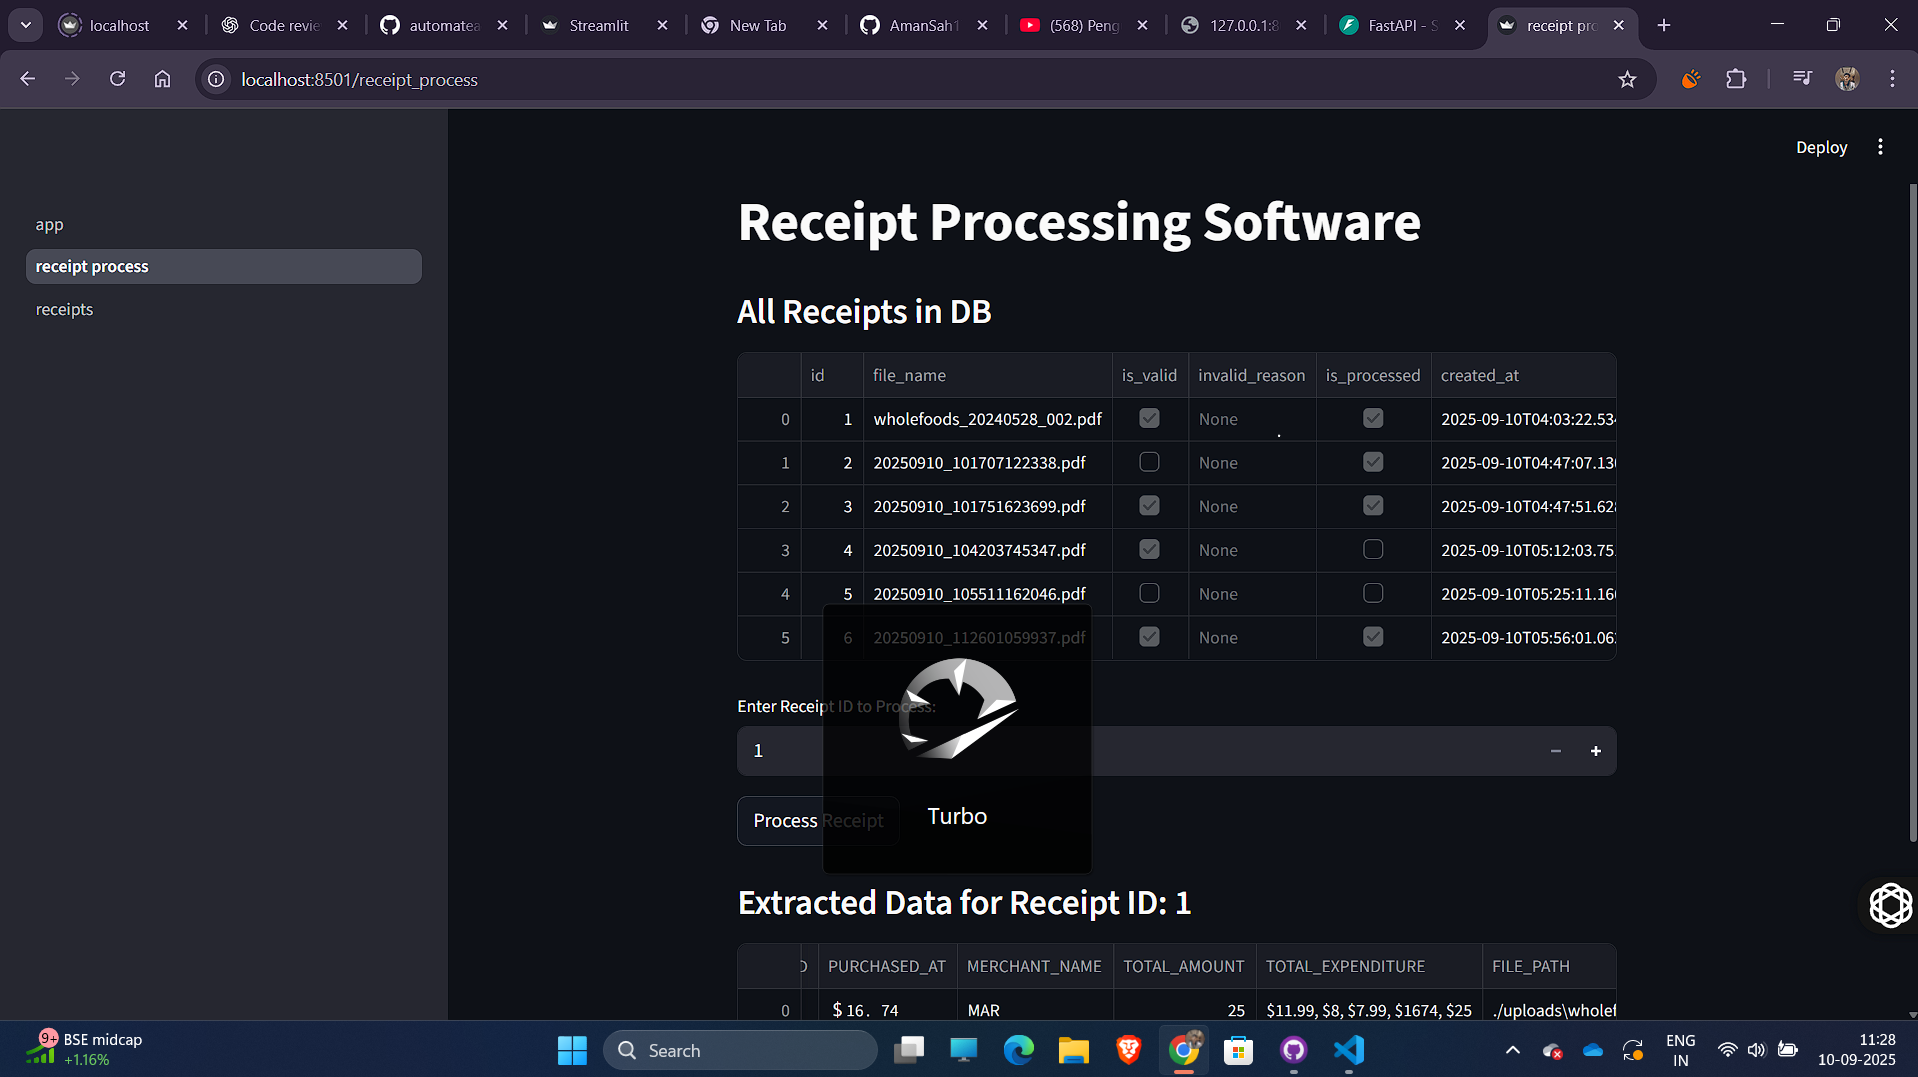 localhost
Code revie
automatea
Streamlit
New Tab
AmanSah1
(568) Peng
127.0.0.1:8
FastAPI - S
receipt pro
localhost:8501/receipt_process
Deploy
app
receipt process
receipts
Receipt Processing Software
All Receipts in DB
id file_name is_valid invalid_reason is_processed created_at
0 1 wholefoods_20240528_002.pdf None 2025-09-10T04:03:22.534
1 2 20250910_101707122338.pdf None 2025-09-10T04:47:07.130
2 3 20250910_101751623699.pdf None 2025-09-10T04:47:51.628
3 4 20250910_104203745347.pdf None 2025-09-10T05:12:03.75
4 5 20250910_105511162046.pdf None 2025-09-10T05:25:11.160
5 6 20250910_112601059937.pdf None 2025-09-10T05:56:01.06
Enter Receipt ID to Process:
1
Process Receipt
Turbo
Extracted Data for Receipt ID: 1
PURCHASED_AT MERCHANT_NAME TOTAL_AMOUNT TOTAL_EXPENDITURE FILE_PATH
0 $16. 74 MAR 25 $11.99, $8, $7.99, $1674, $25 ./uploads\wholef
9+
BSE midcap
+1.16%
Search
ENG
IN
11:28
10-09-2025